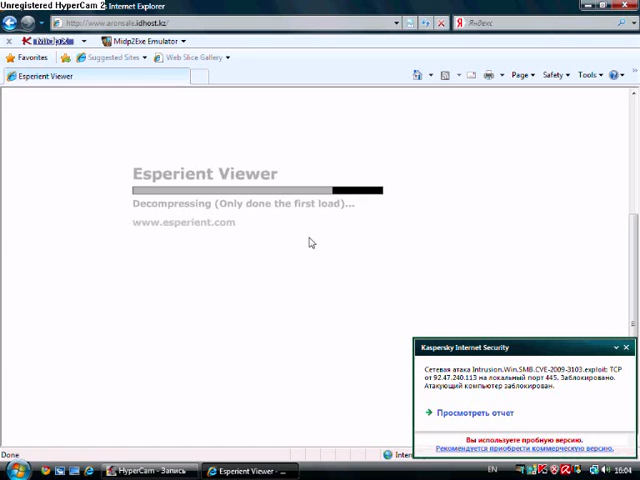 Unregistered HyperCam 2
Internet Explorer
http://www.aronsale.idhost.kz/
Яндекс
Midp2Exe Emulator
Favorites
Suggested Sites
Web Slice Gallery
Esperient Viewer
Page
Safety
Tools
Esperient Viewer
Decompressing (Only done the first load)...
www.esperient.com
Kaspersky Internet Security
Сетевая атака Intrusion.Win.SMB.CVE-2009-3103.exploit: TCP
от 92.47.240.113 на локальный порт 445. Заблокировано.
Атакующий компьютер заблокирован.
Просмотреть отчет
Вы используете пробную версию.
Рекомендуется приобрести коммерческую версию.
Done
Inter
HyperCam - Запись
Esperient Viewer - ...
EN
16:04